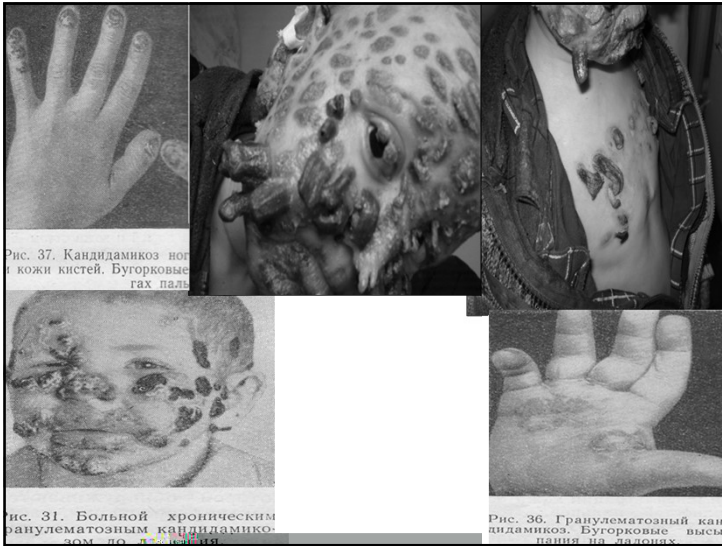 Рис. 37. Кандидамикоз ног
и кожи кистей. Бугорковые
гах паль
Рис. 31. Больной хроническим
гранулематозным кандидамико-
зом до л ния.
Рис. 36. Гранулематозный кан
дидамикоз. Бугорковые высы
пания на ладонях.